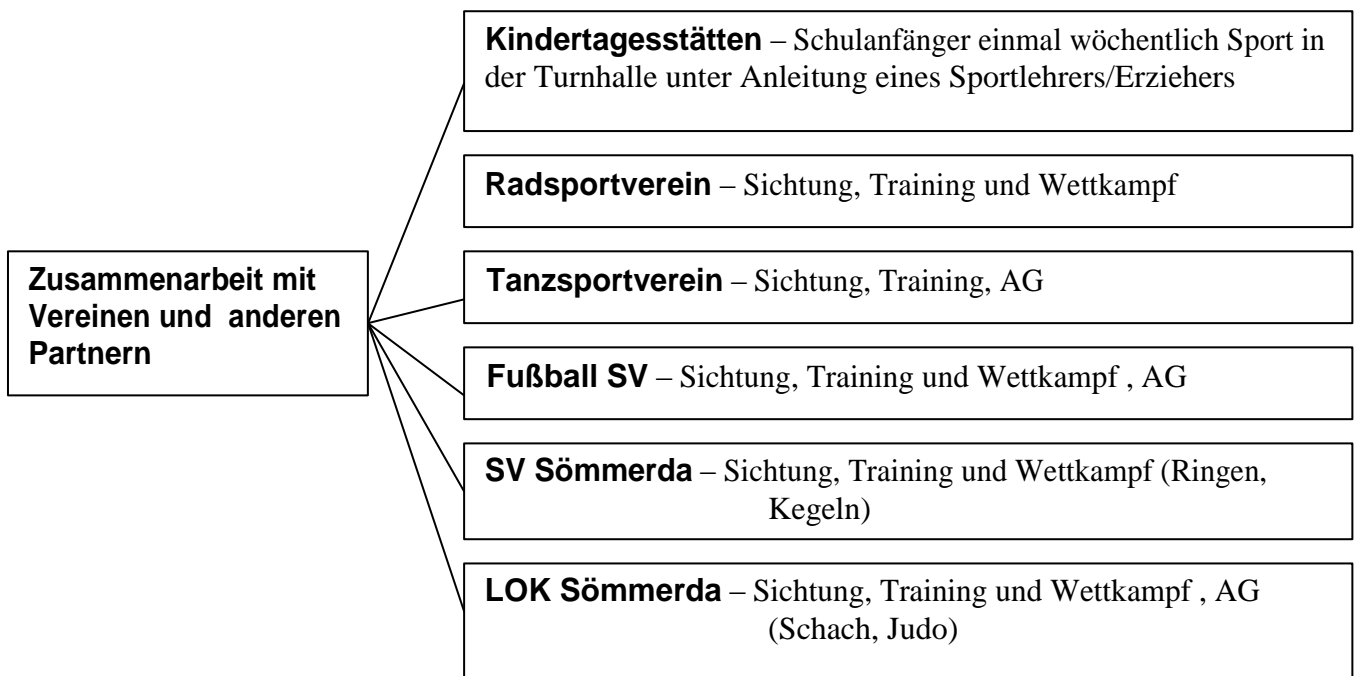 Kindertagesstätten – Schulanfänger einmal wöchentlich Sport in
der Turnhalle unter Anleitung eines Sportlehrers/Erziehers
Radsportverein – Sichtung, Training und Wettkampf
Zusammenarbeit mit
Vereinen und anderen
Partnern
Tanzsportverein – Sichtung, Training, AG
Fußball SV – Sichtung, Training und Wettkampf , AG
SV Sömmerda – Sichtung, Training und Wettkampf (Ringen,
Kegeln)
LOK Sömmerda – Sichtung, Training und Wettkampf , AG
(Schach, Judo)